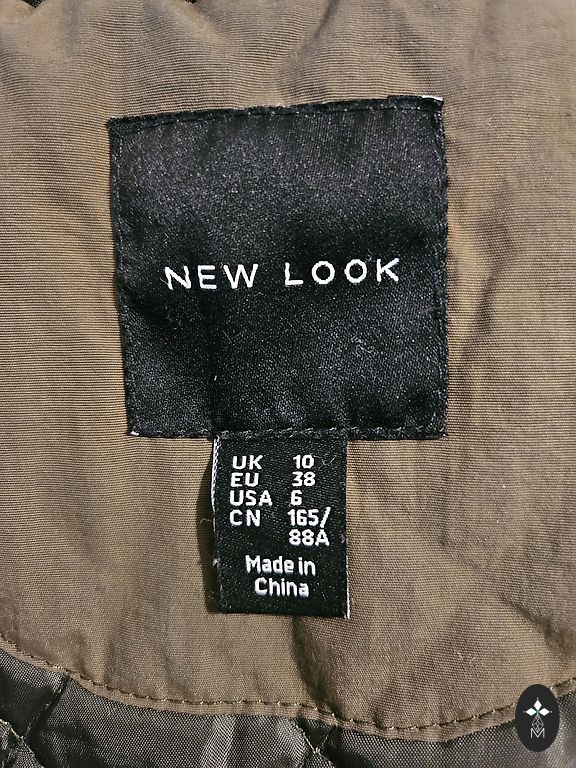 NEW LOOK
UK 10
EU 38
USA 6
CN 165/
88A
Made in
China
M